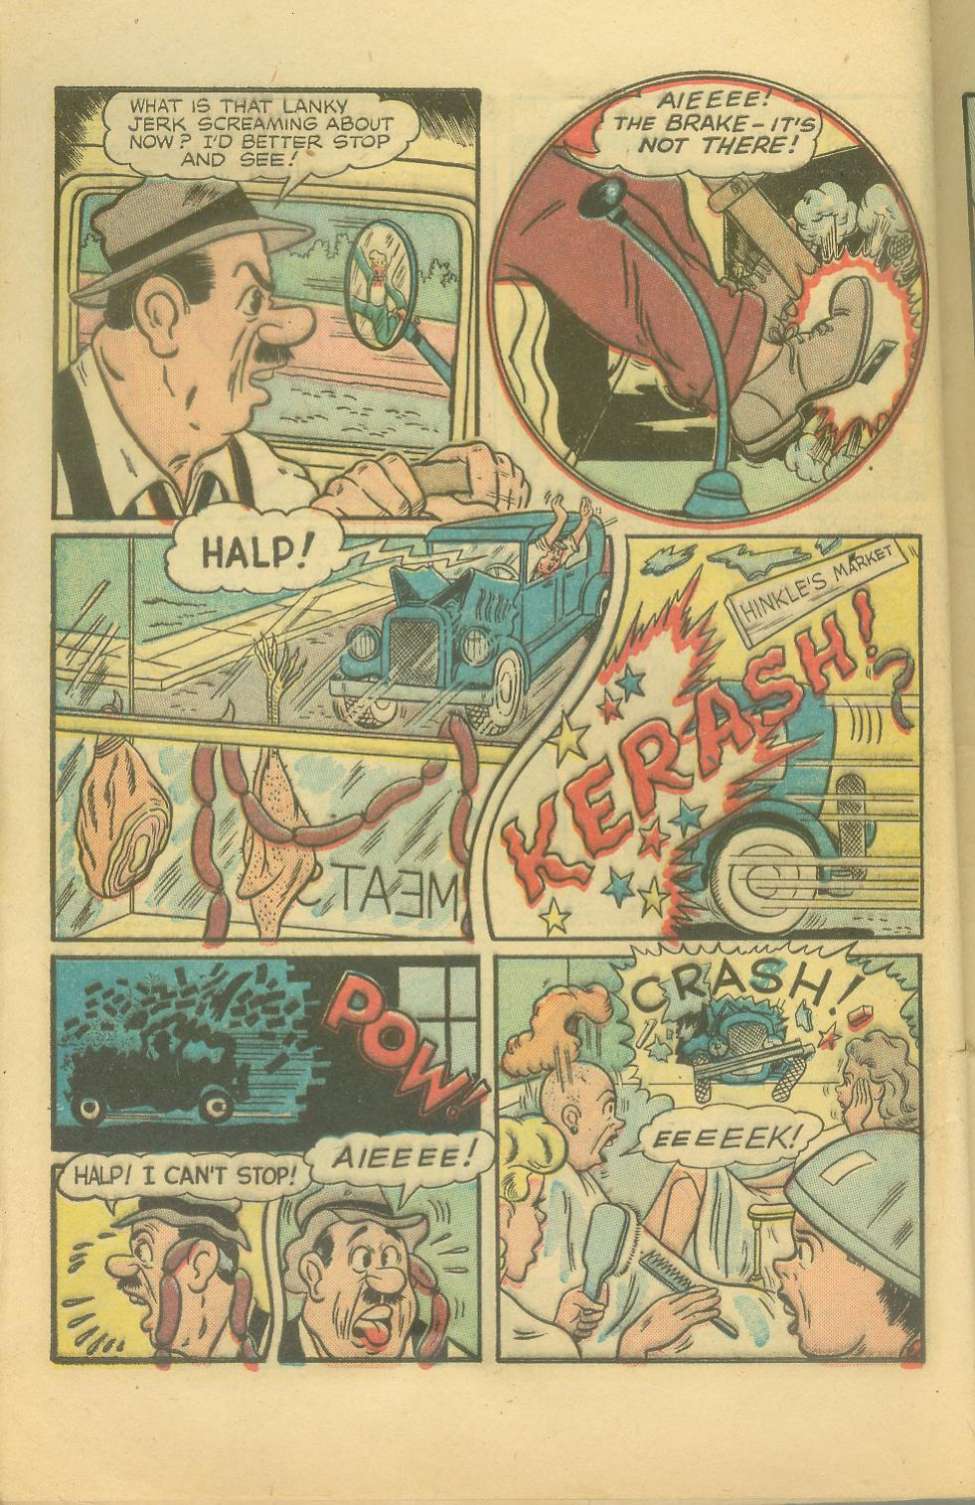 WHAT IS THAT LANKY
JERK SCREAMING ABOUT
NOW? I'D BETTER STOP
AND SEE!
AIEEEE!
THE BRAKE - IT'S
NOT THERE!
HALP!
MEATS
HINKLE'S MARKET
KERASH!
POW!
HALP! I CAN'T STOP!
AIEEEE!
CRASH!
EEEEEEK!